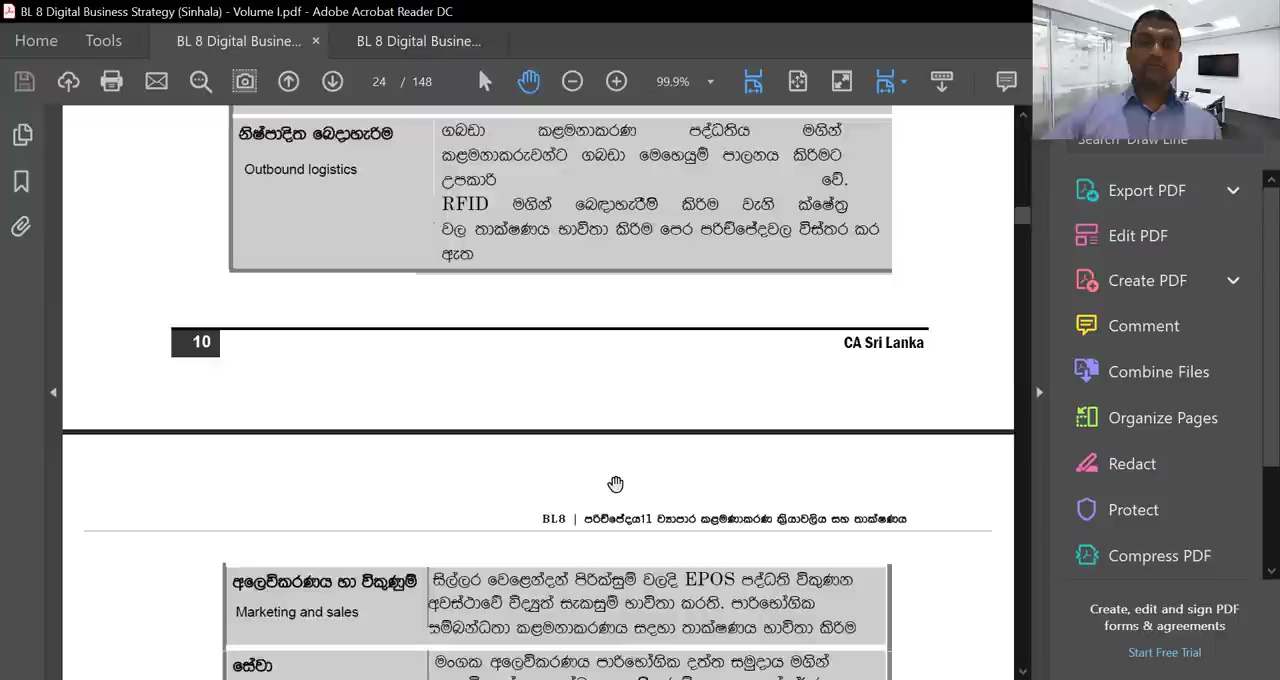 BL 8 Digital Business Strategy (Sinhala) - Volume I.pdf - Adobe Acrobat Reader DC
Home Tools BL 8 Digital Busine... × BL 8 Digital Busine...
24 / 148 99.9%
නිෂ්පාදිත බෙදාහැරිම
Outbound logistics
ගබඩා කළමනාකරණ පද්ධතිය මගින්
කළමනාකරුවන්ට ගබඩා මෙහෙයුම් පාලනය කිරිමට
උපකාරි වේ.
RFID මගින් බෙඳාහැරීම් කිරිම වැනි ක්ෂේත්‍ර
වල තාක්ෂණය භාවිතා කිරිම පෙර පරිච්ඡේදවල විස්තර කර
ඇත
10
CA Sri Lanka
BL8 | පරිච්ඡේදය11 ව්‍යාපාර කළමණාකරණ ක්‍රියාවලිය සහ තාක්ෂණය
අලෙවිකරණය හා විකුණුම්
Marketing and sales
සිල්ලර වෙළෙන්දන් පිරික්සුම් වලදි EPOS පද්ධති විකුණන
අවස්ථාවේ විද්‍යුත් සැකසුම් භාවිතා කරති. පාරිභෝගික
සම්බන්ධතා කළමනාකරණය සඳහා තාක්ෂණය භාවිතා කිරිම
සේවා
මංගක අලෙවිකරණය පාරිභෝගික දත්ත සමුදාය මගින්
Search 'Draw Line'
Export PDF
Edit PDF
Create PDF
Comment
Combine Files
Organize Pages
Redact
Protect
Compress PDF
Create, edit and sign PDF
forms & agreements
Start Free Trial